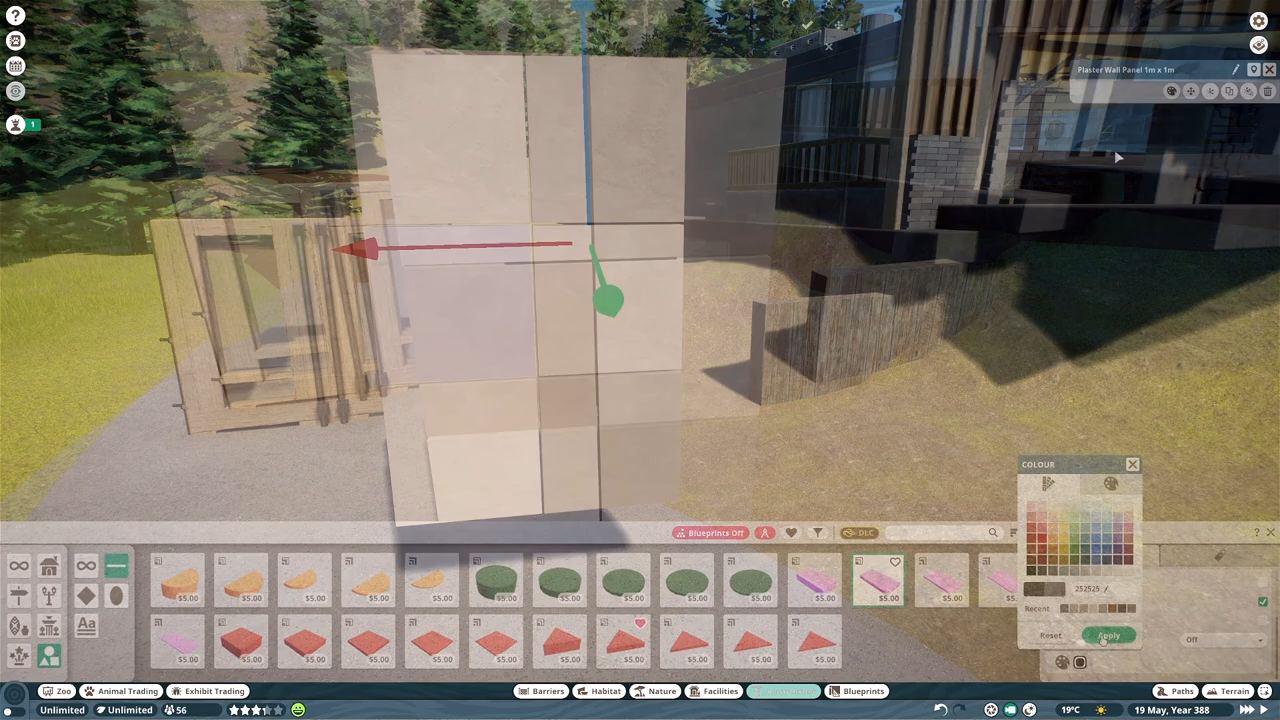 ?
1
Plaster Wall Panel 1m x 1m
COLOUR
Blueprints Off
DLC
? 
$5.00 $5.00 $5.00 $5.00 $5.00 $5.00 $5.00 $5.00 $5.00 $5.00 $5.00 $5.00 $5.00 $5.00
252525
Recent
Aa
$5.00 $5.00 $5.00 $5.00 $5.00 $5.00 $5.00 $5.00 $5.00 $5.00 $5.00
Reset Apply
Off
Zoo Animal Trading Exhibit Trading Barriers Habitat Nature Facilities Blueprints Paths Terrain
Unlimited Unlimited 56 19°C 19 May, Year 388